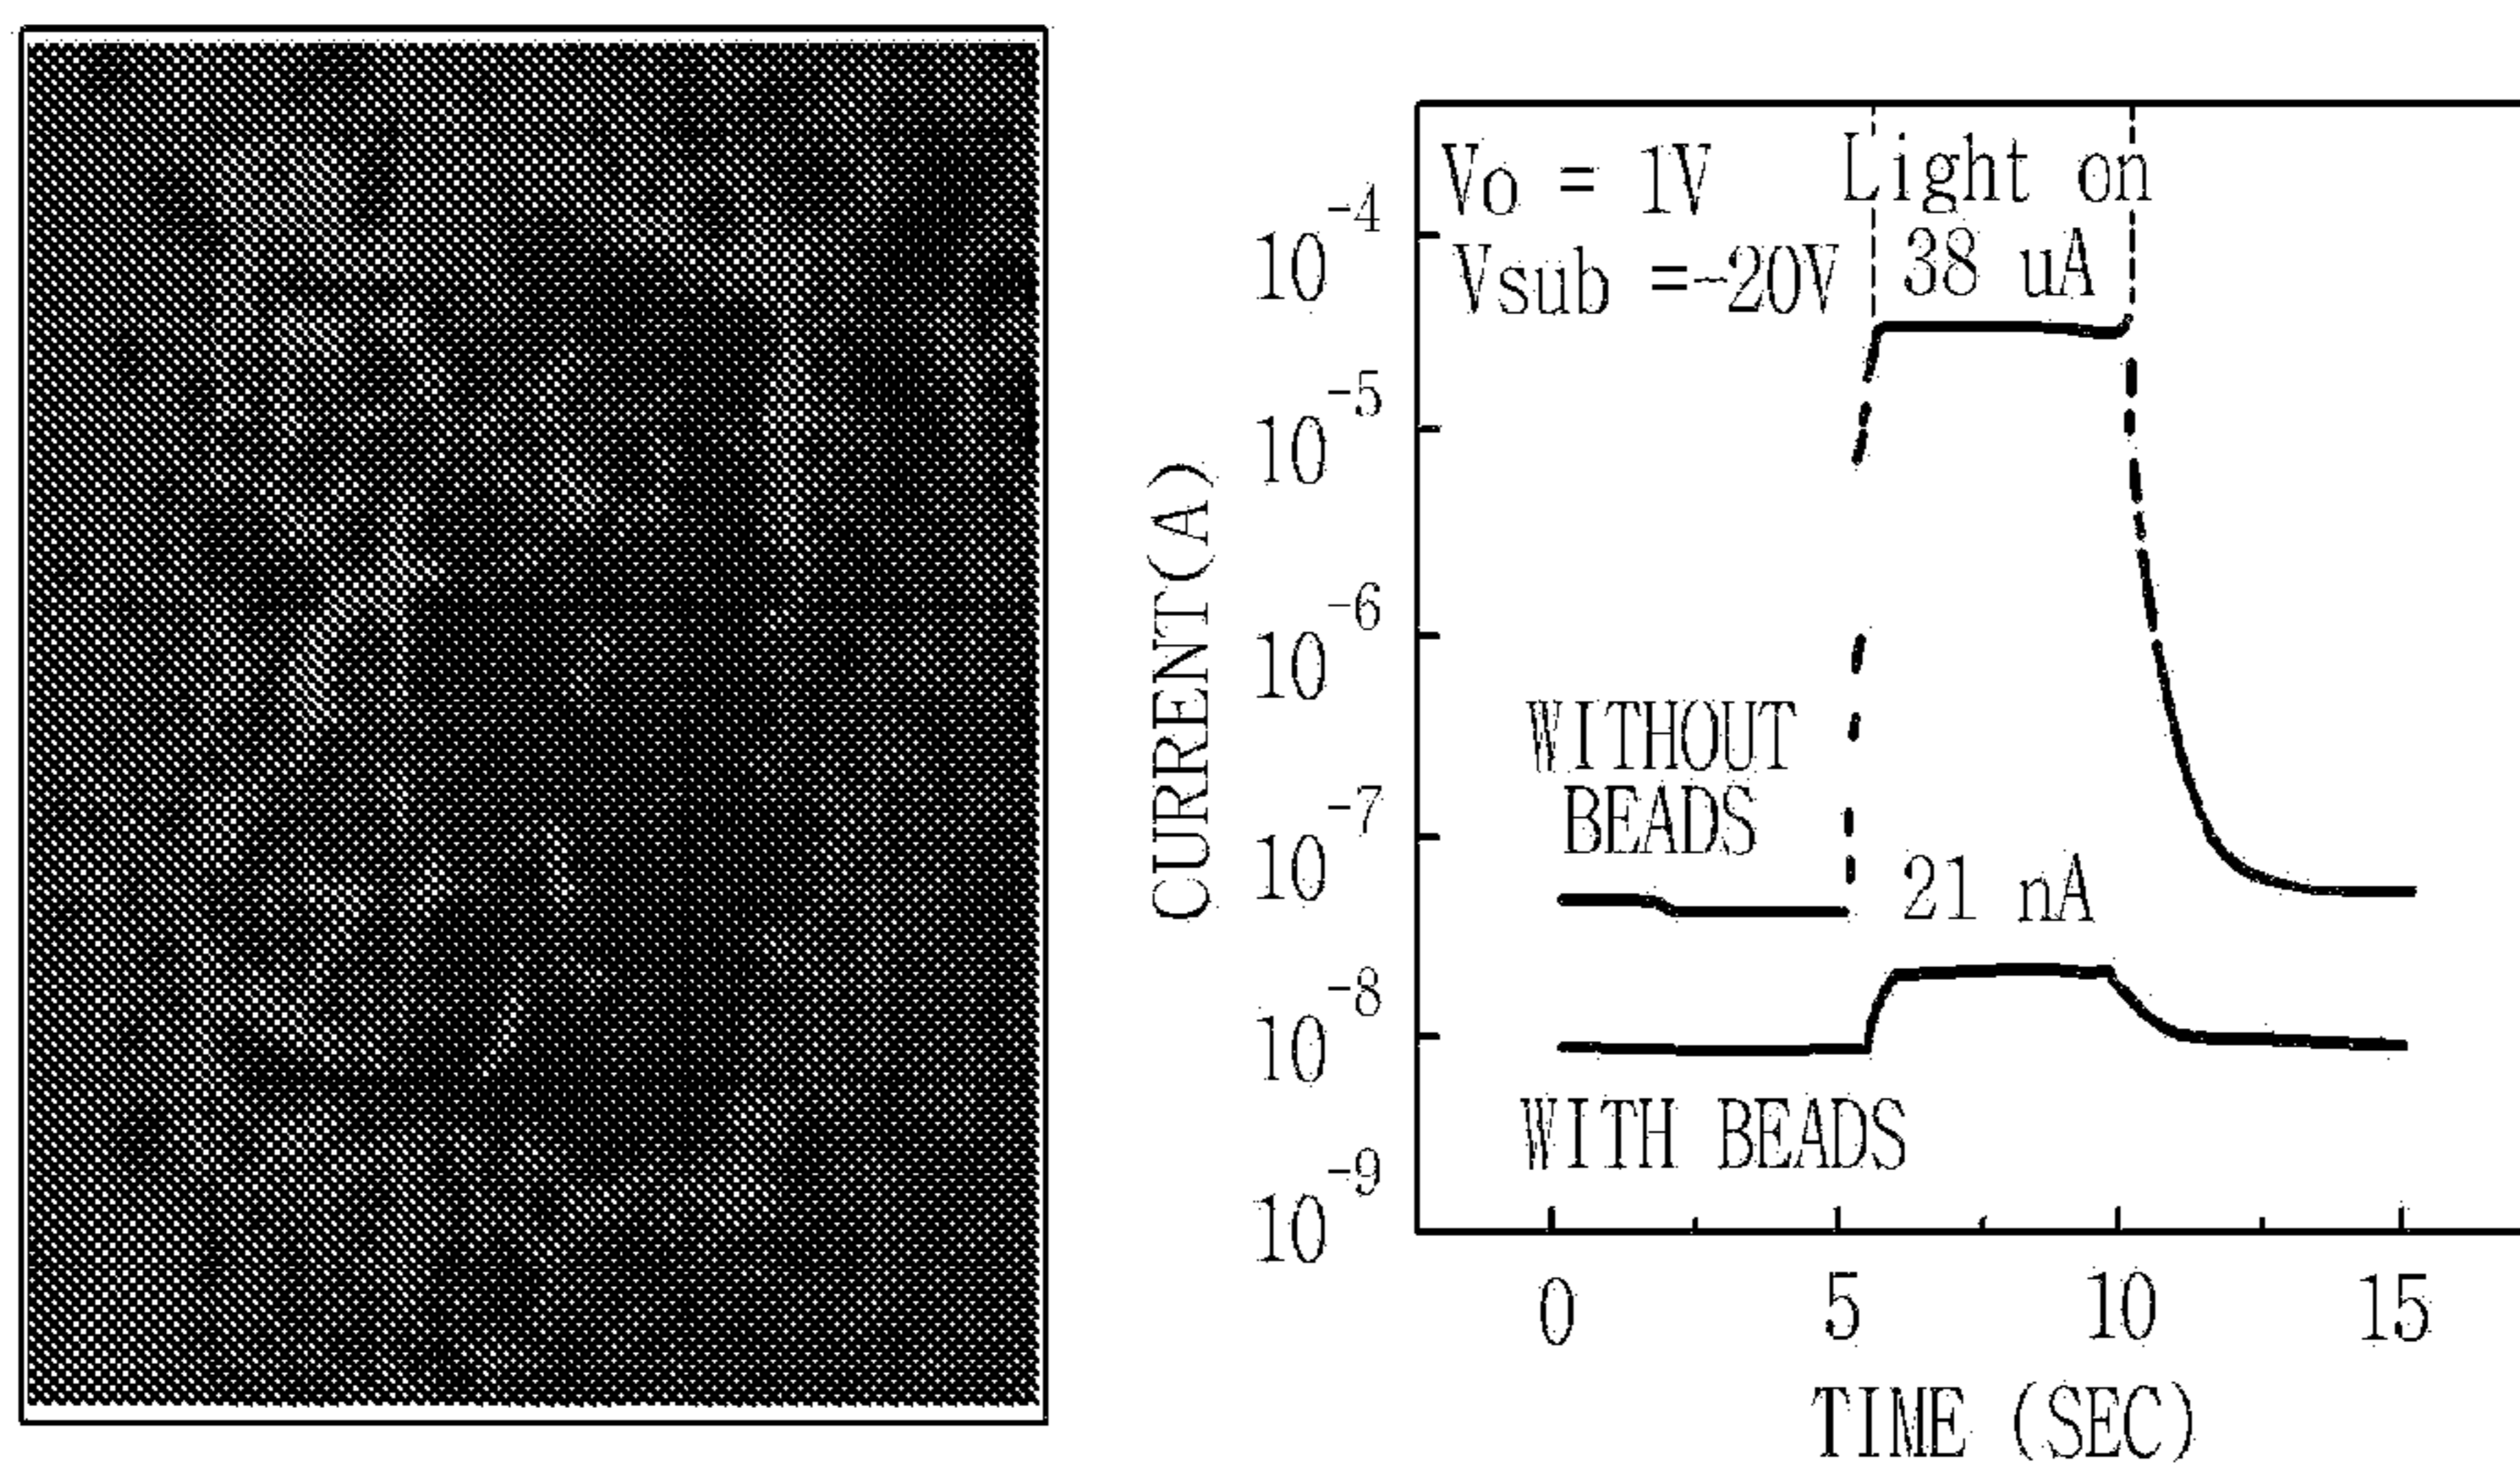 Vo = 1V
Light on
Vsub =-20V
38 uA
10-4
10-5
10-6
10-7
10-8
10-9
CURRENT(A)
WITHOUT
BEADS
21 nA
WITH BEADS
0 5 10 15
TIME (SEC)